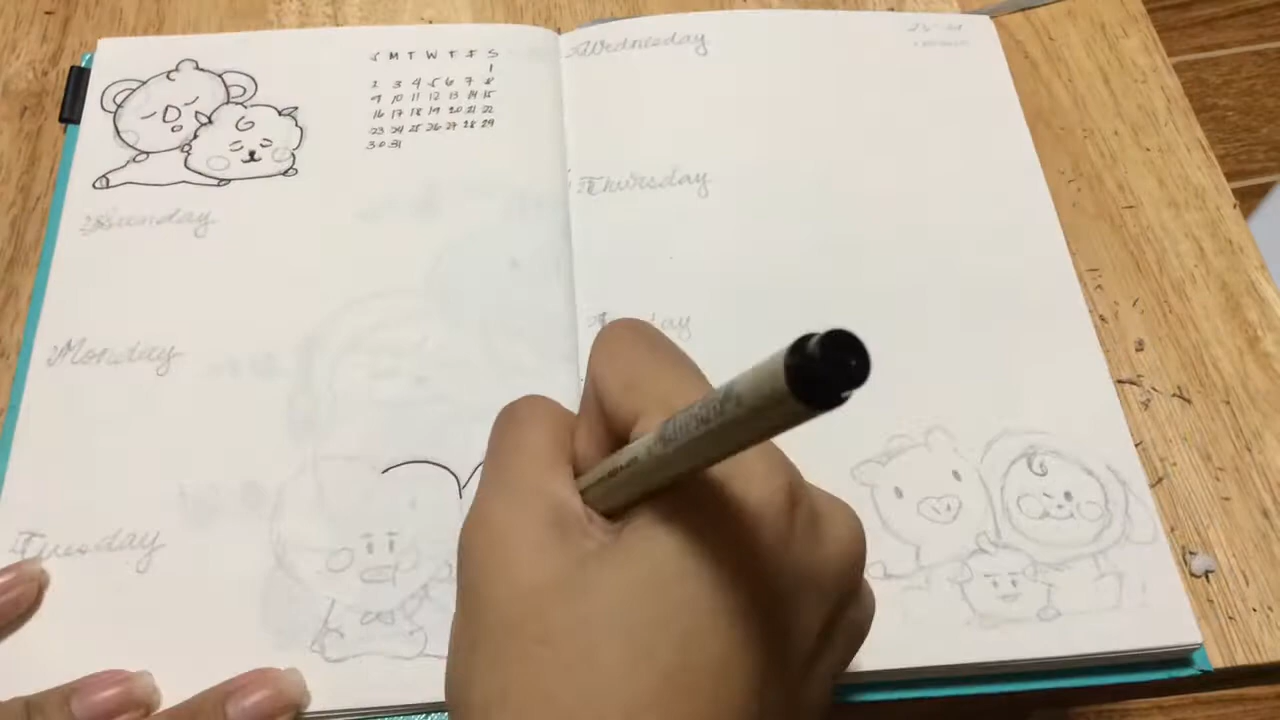 S M T W T F S
1
2 3 4 5 6 7 8
9 10 11 12 13 14 15
16 17 18 19 20 21 22
23 24 25 26 27 28 29
30 31
Sunday
Monday
Tuesday
Wednesday
Thursday